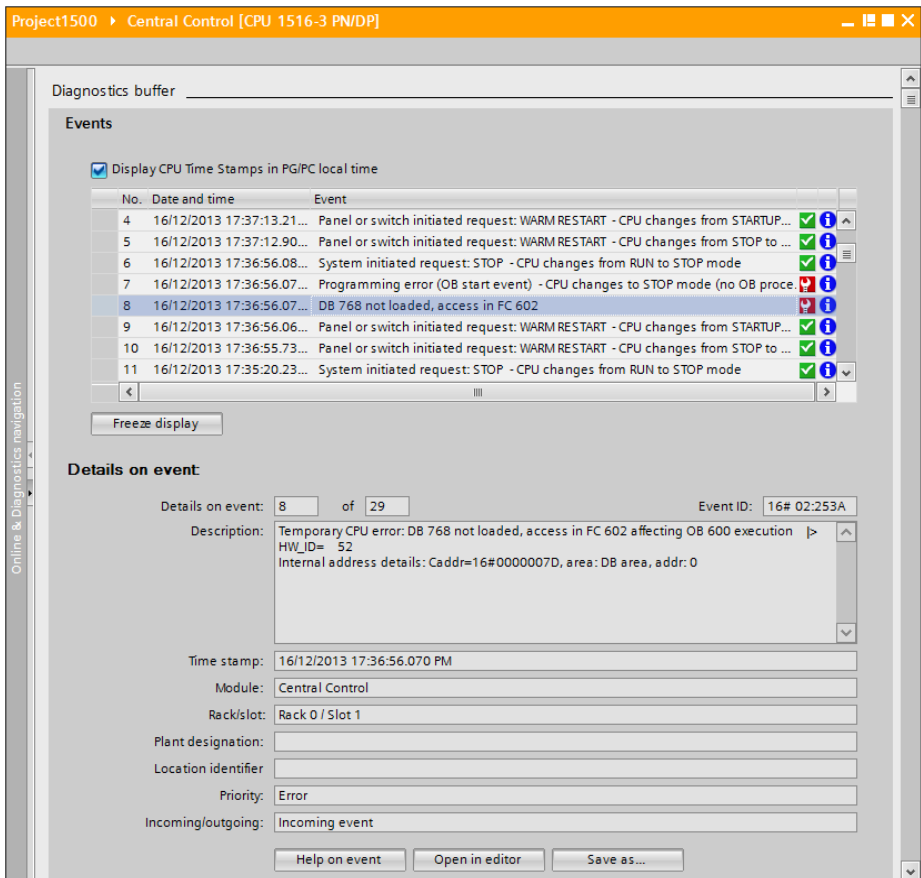 Project1500 ▸ Central Control [CPU 1516-3 PN/DP]
Diagnostics buffer
Events
Display CPU Time Stamps in PG/PC local time
No. Date and time Event
4 16/12/2013 17:37:13.21... Panel or switch initiated request: WARM RESTART - CPU changes from STARTUP...
5 16/12/2013 17:37:12.90... Panel or switch initiated request: WARM RESTART - CPU changes from STOP to ...
6 16/12/2013 17:36:56.08... System initiated request: STOP - CPU changes from RUN to STOP mode
7 16/12/2013 17:36:56.07... Programming error (OB start event) - CPU changes to STOP mode (no OB proce.
8 16/12/2013 17:36:56.07... DB 768 not loaded, access in FC 602
9 16/12/2013 17:36:56.06... Panel or switch initiated request: WARM RESTART - CPU changes from STARTUP...
10 16/12/2013 17:36:55.73... Panel or switch initiated request: WARM RESTART - CPU changes from STOP to ...
11 16/12/2013 17:35:20.23... System initiated request: STOP - CPU changes from RUN to STOP mode
Freeze display
Online & Diagnostics navigation
Details on event:
Details on event: 8 of 29 Event ID: 16# 02:253A
Description: Temporary CPU error: DB 768 not loaded, access in FC 602 affecting OB 600 execution |>
HW_ID= 52
Internal address details: Caddr=16#0000007D, area: DB area, addr: 0
Time stamp: 16/12/2013 17:36:56.070 PM
Module: Central Control
Rack/slot: Rack 0 / Slot 1
Plant designation:
Location identifier
Priority: Error
Incoming/outgoing: Incoming event
Help on event Open in editor Save as...